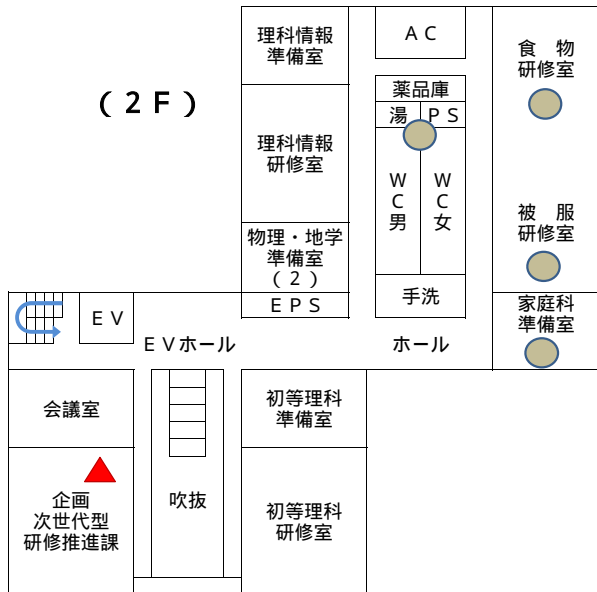 理科情報
準備室
ＡＣ
食　物
研修室
（２Ｆ）
薬品庫
湯
ＰＳ
理科情報
研修室
ＷＣ男
ＷＣ女
被　服
研修室
物理・地学
準備室
（２）
ＥＰＳ
手洗
家庭科
準備室
ＥＶ
ＥＶホール
ホール
会議室
初等理科
準備室
企画
次世代型
研修推進課
吹抜
初等理科
研修室